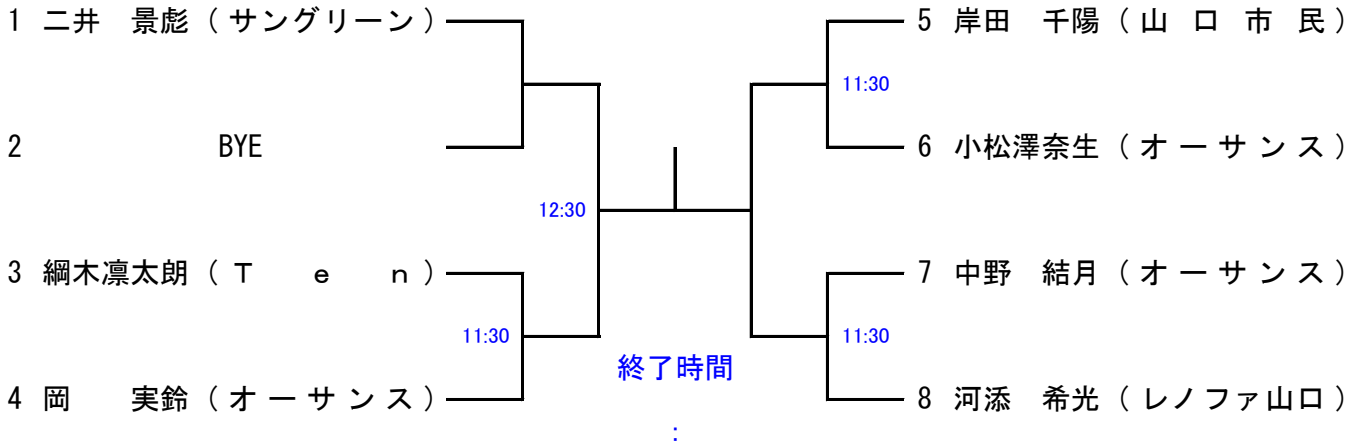 1 二井　景彪 ( サングリーン )
2 BYE
3 綱木凛太朗 ( Ｔ　ｅ　ｎ )
4 岡　実鈴 ( オーサンス )
11:30
12:30
5 岸田　千陽 ( 山 口 市 民 )
6 小松澤奈生 ( オーサンス )
7 中野　結月 ( オーサンス )
8 河添　希光 ( レノファ山口 )
11:30
11:30
終了時間
: